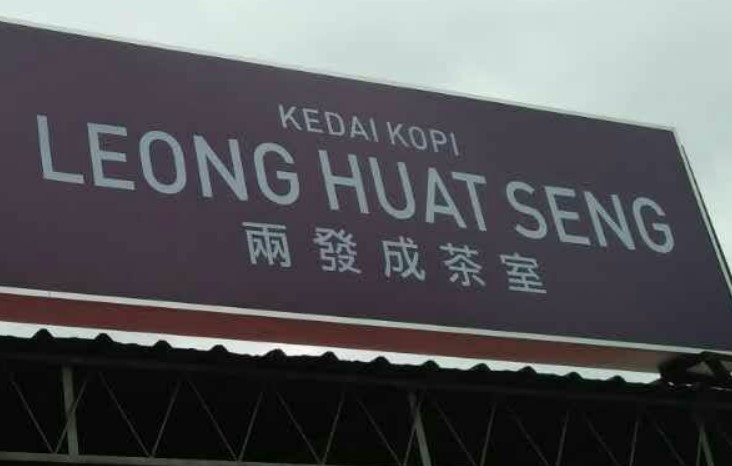 KEDAI KOPI
LEONG HUAT SENG
兩發成茶室